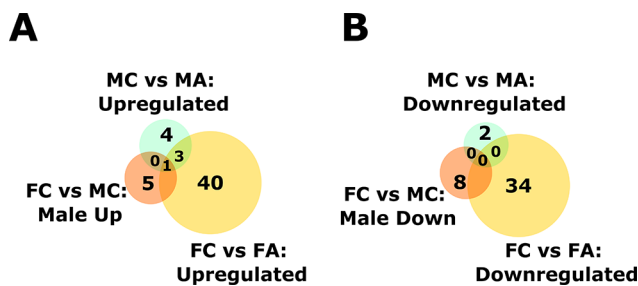 A
B
MC vs MA:
Upregulated
MC vs MA:
Downregulated
4
0
1
3
5
40
2
0
0
0
8
34
FC vs MC:
Male Up
FC vs MC:
Male Down
FC vs FA:
Upregulated
FC vs FA:
Downregulated